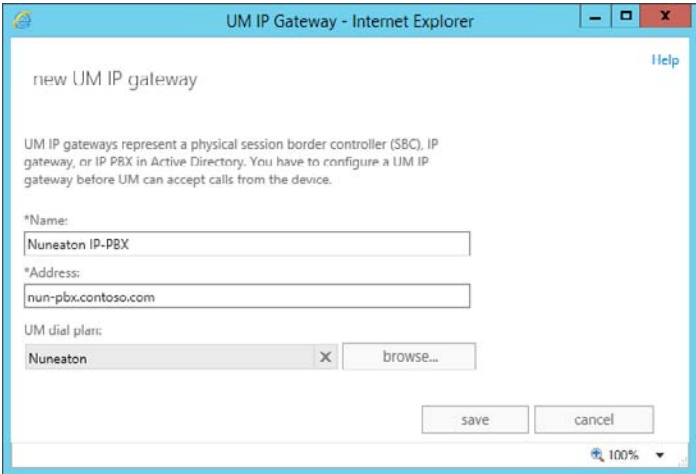 UM IP Gateway - Internet Explorer
Help
new UM IP gateway
UM IP gateways represent a physical session border controller (SBC), IP
gateway, or IP PBX in Active Directory. You have to configure a UM IP
gateway before UM can accept calls from the device.
*Name:
Nuneaton IP-PBX
*Address:
nun-pbx.contoso.com
UM dial plan:
Nuneaton
browse...
save cancel
100%